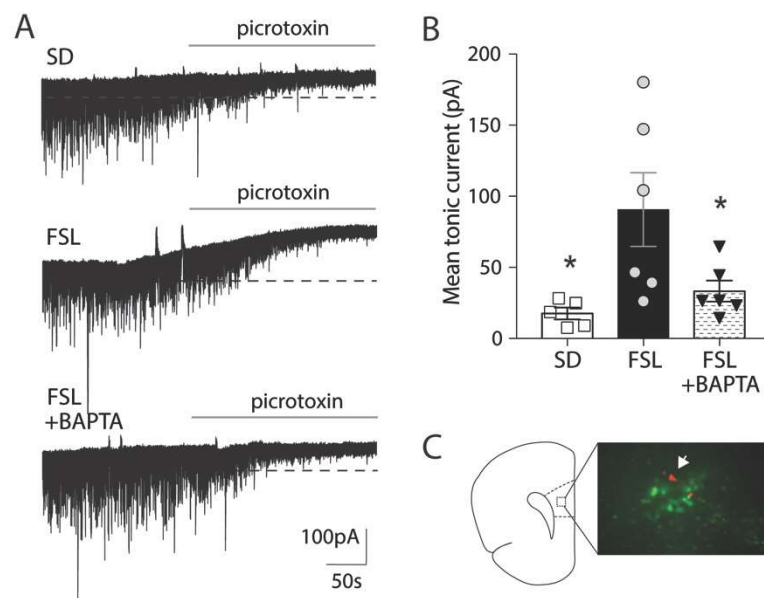 A
SD
picrotoxin
FSL
picrotoxin
FSL
+BAPTA
picrotoxin
100pA
50s
B
Mean tonic current (pA)
200
150
100
50
0
*
*
SD
FSL
FSL
+BAPTA
C